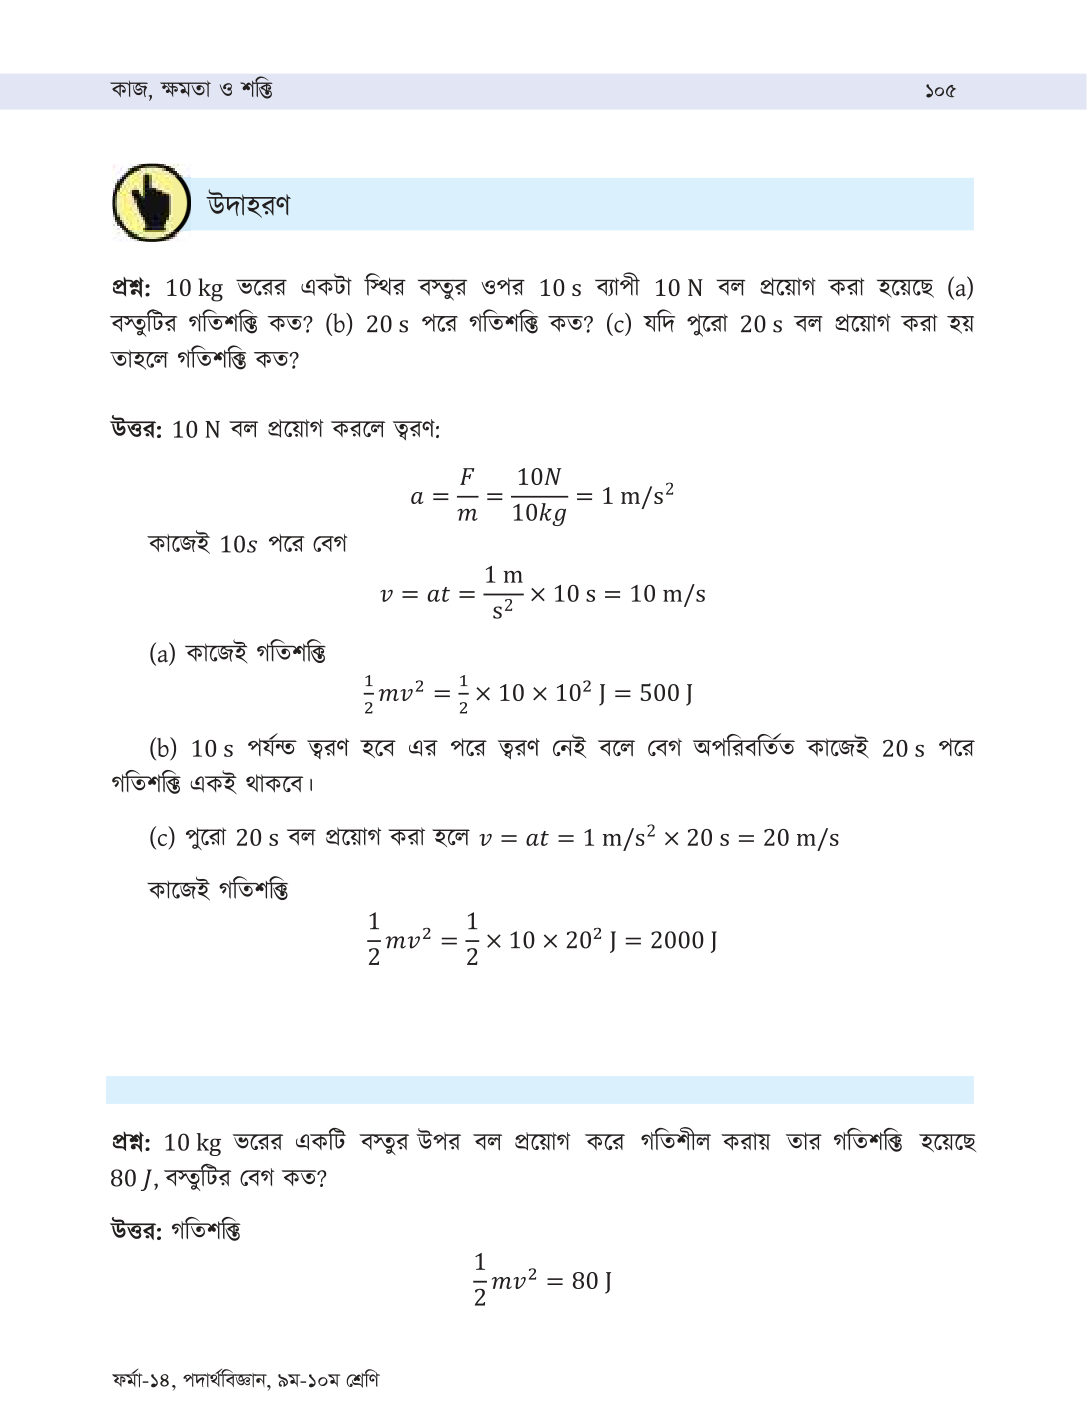 কাজ, ক্ষমতা ও শক্তি ১০৫
উদাহরণ
প্রশ্ন: 10 kg ভরের একটা স্থির বস্তুর ওপর 10 s ব্যাপী 10 N বল প্রয়োগ করা হয়েছে (a)
বস্তুটির গতিশক্তি কত? (b) 20 s পরে গতিশক্তি কত? (c) যদি পুরো 20 s বল প্রয়োগ করা হয়
তাহলে গতিশক্তি কত?
উত্তর: 10 N বল প্রয়োগ করলে ত্বরণ:
a = F/m = 10N/10kg = 1 m/s²
কাজেই 10s পরে বেগ
v = at = 1 m/s² × 10 s = 10 m/s
(a) কাজেই গতিশক্তি
½mv² = ½ × 10 × 10² J = 500 J
(b) 10 s পর্যন্ত ত্বরণ হবে এর পরে ত্বরণ নেই বলে বেগ অপরিবর্তিত কাজেই 20 s পরে
গতিশক্তি একই থাকবে।
(c) পুরো 20 s বল প্রয়োগ করা হলে v = at = 1 m/s² × 20 s = 20 m/s
কাজেই গতিশক্তি
½mv² = ½ × 10 × 20² J = 2000 J
প্রশ্ন: 10 kg ভরের একটি বস্তুর উপর বল প্রয়োগ করে গতিশীল করায় তার গতিশক্তি হয়েছে
80 J, বস্তুটির বেগ কত?
উত্তর: গতিশক্তি
½mv² = 80 J
ফর্মা-১৪, পদার্থবিজ্ঞান, ৯ম-১০ম শ্রেণি